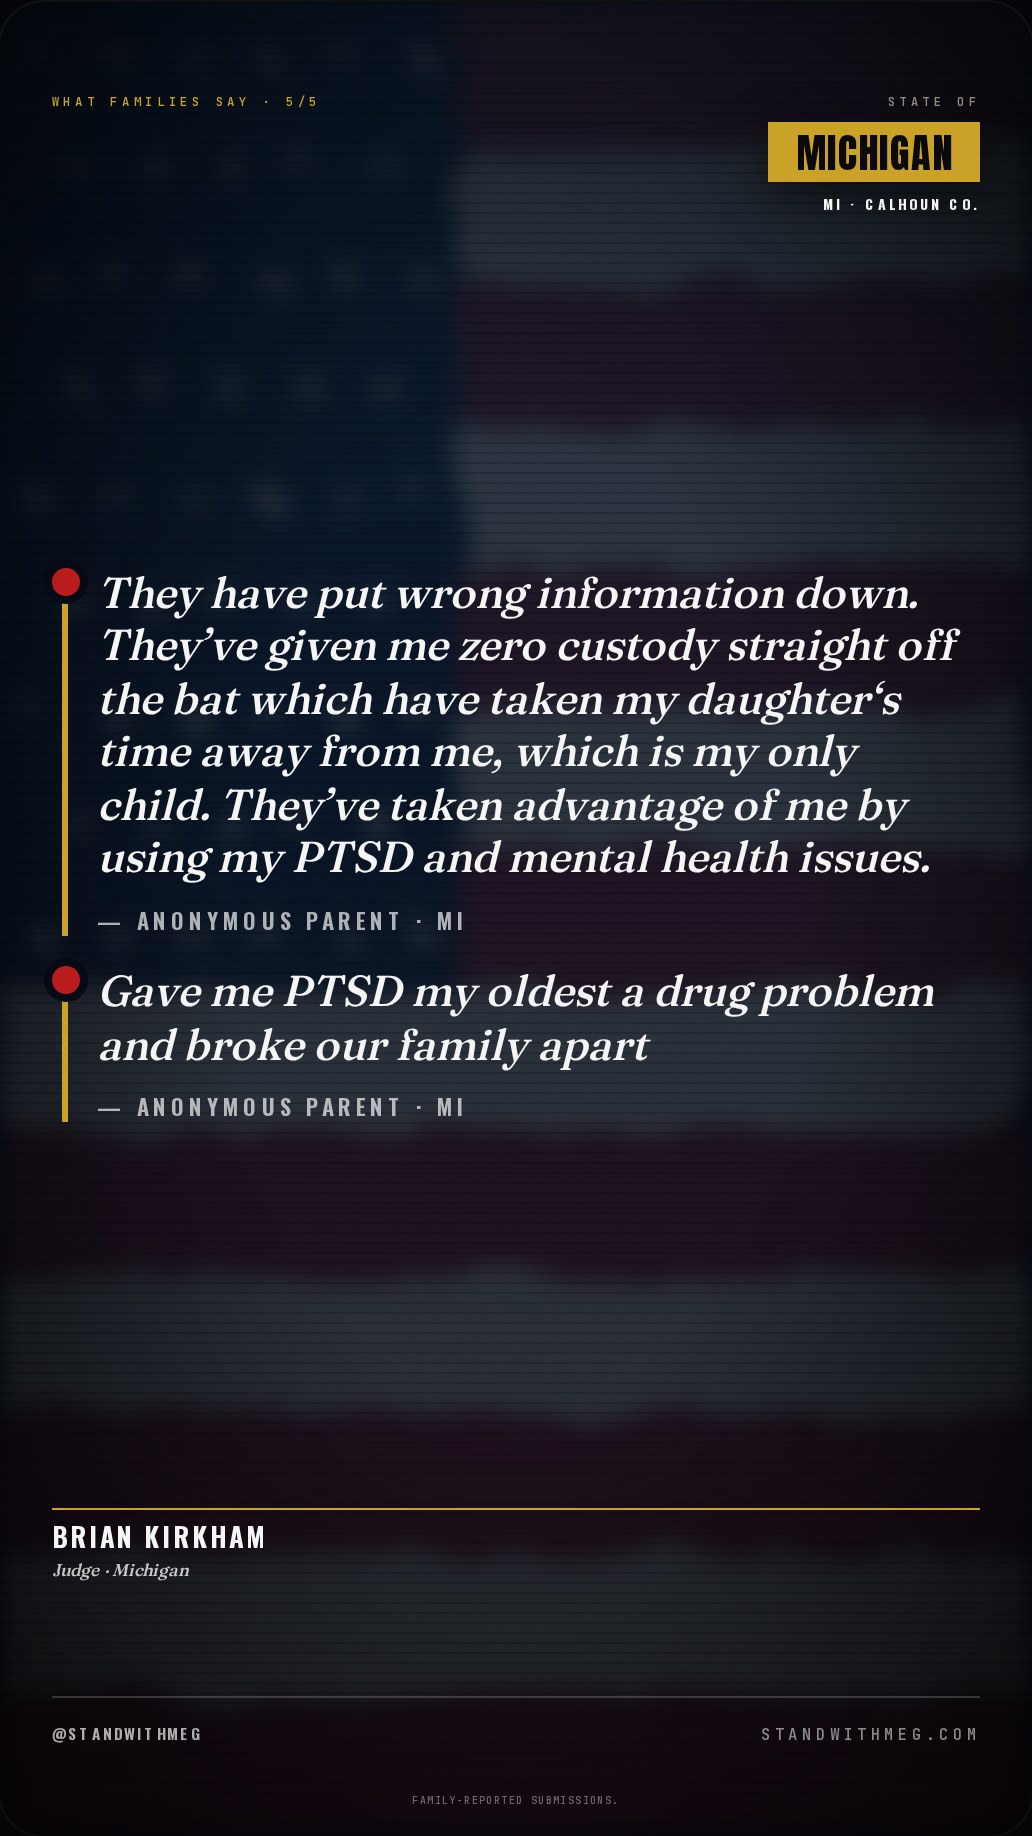 WHAT FAMILIES SAY · 5/5
STATE OF
MICHIGAN
MI · CALHOUN CO.
They have put wrong information down.
They’ve given me zero custody straight off
the bat which have taken my daughter‘s
time away from me, which is my only
child. They’ve taken advantage of me by
using my PTSD and mental health issues.
— ANONYMOUS PARENT · MI
Gave me PTSD my oldest a drug problem
and broke our family apart
— ANONYMOUS PARENT · MI
BRIAN KIRKHAM
Judge · Michigan
@STANDWITHMEG
STANDWITHMEG.COM
FAMILY-REPORTED SUBMISSIONS.